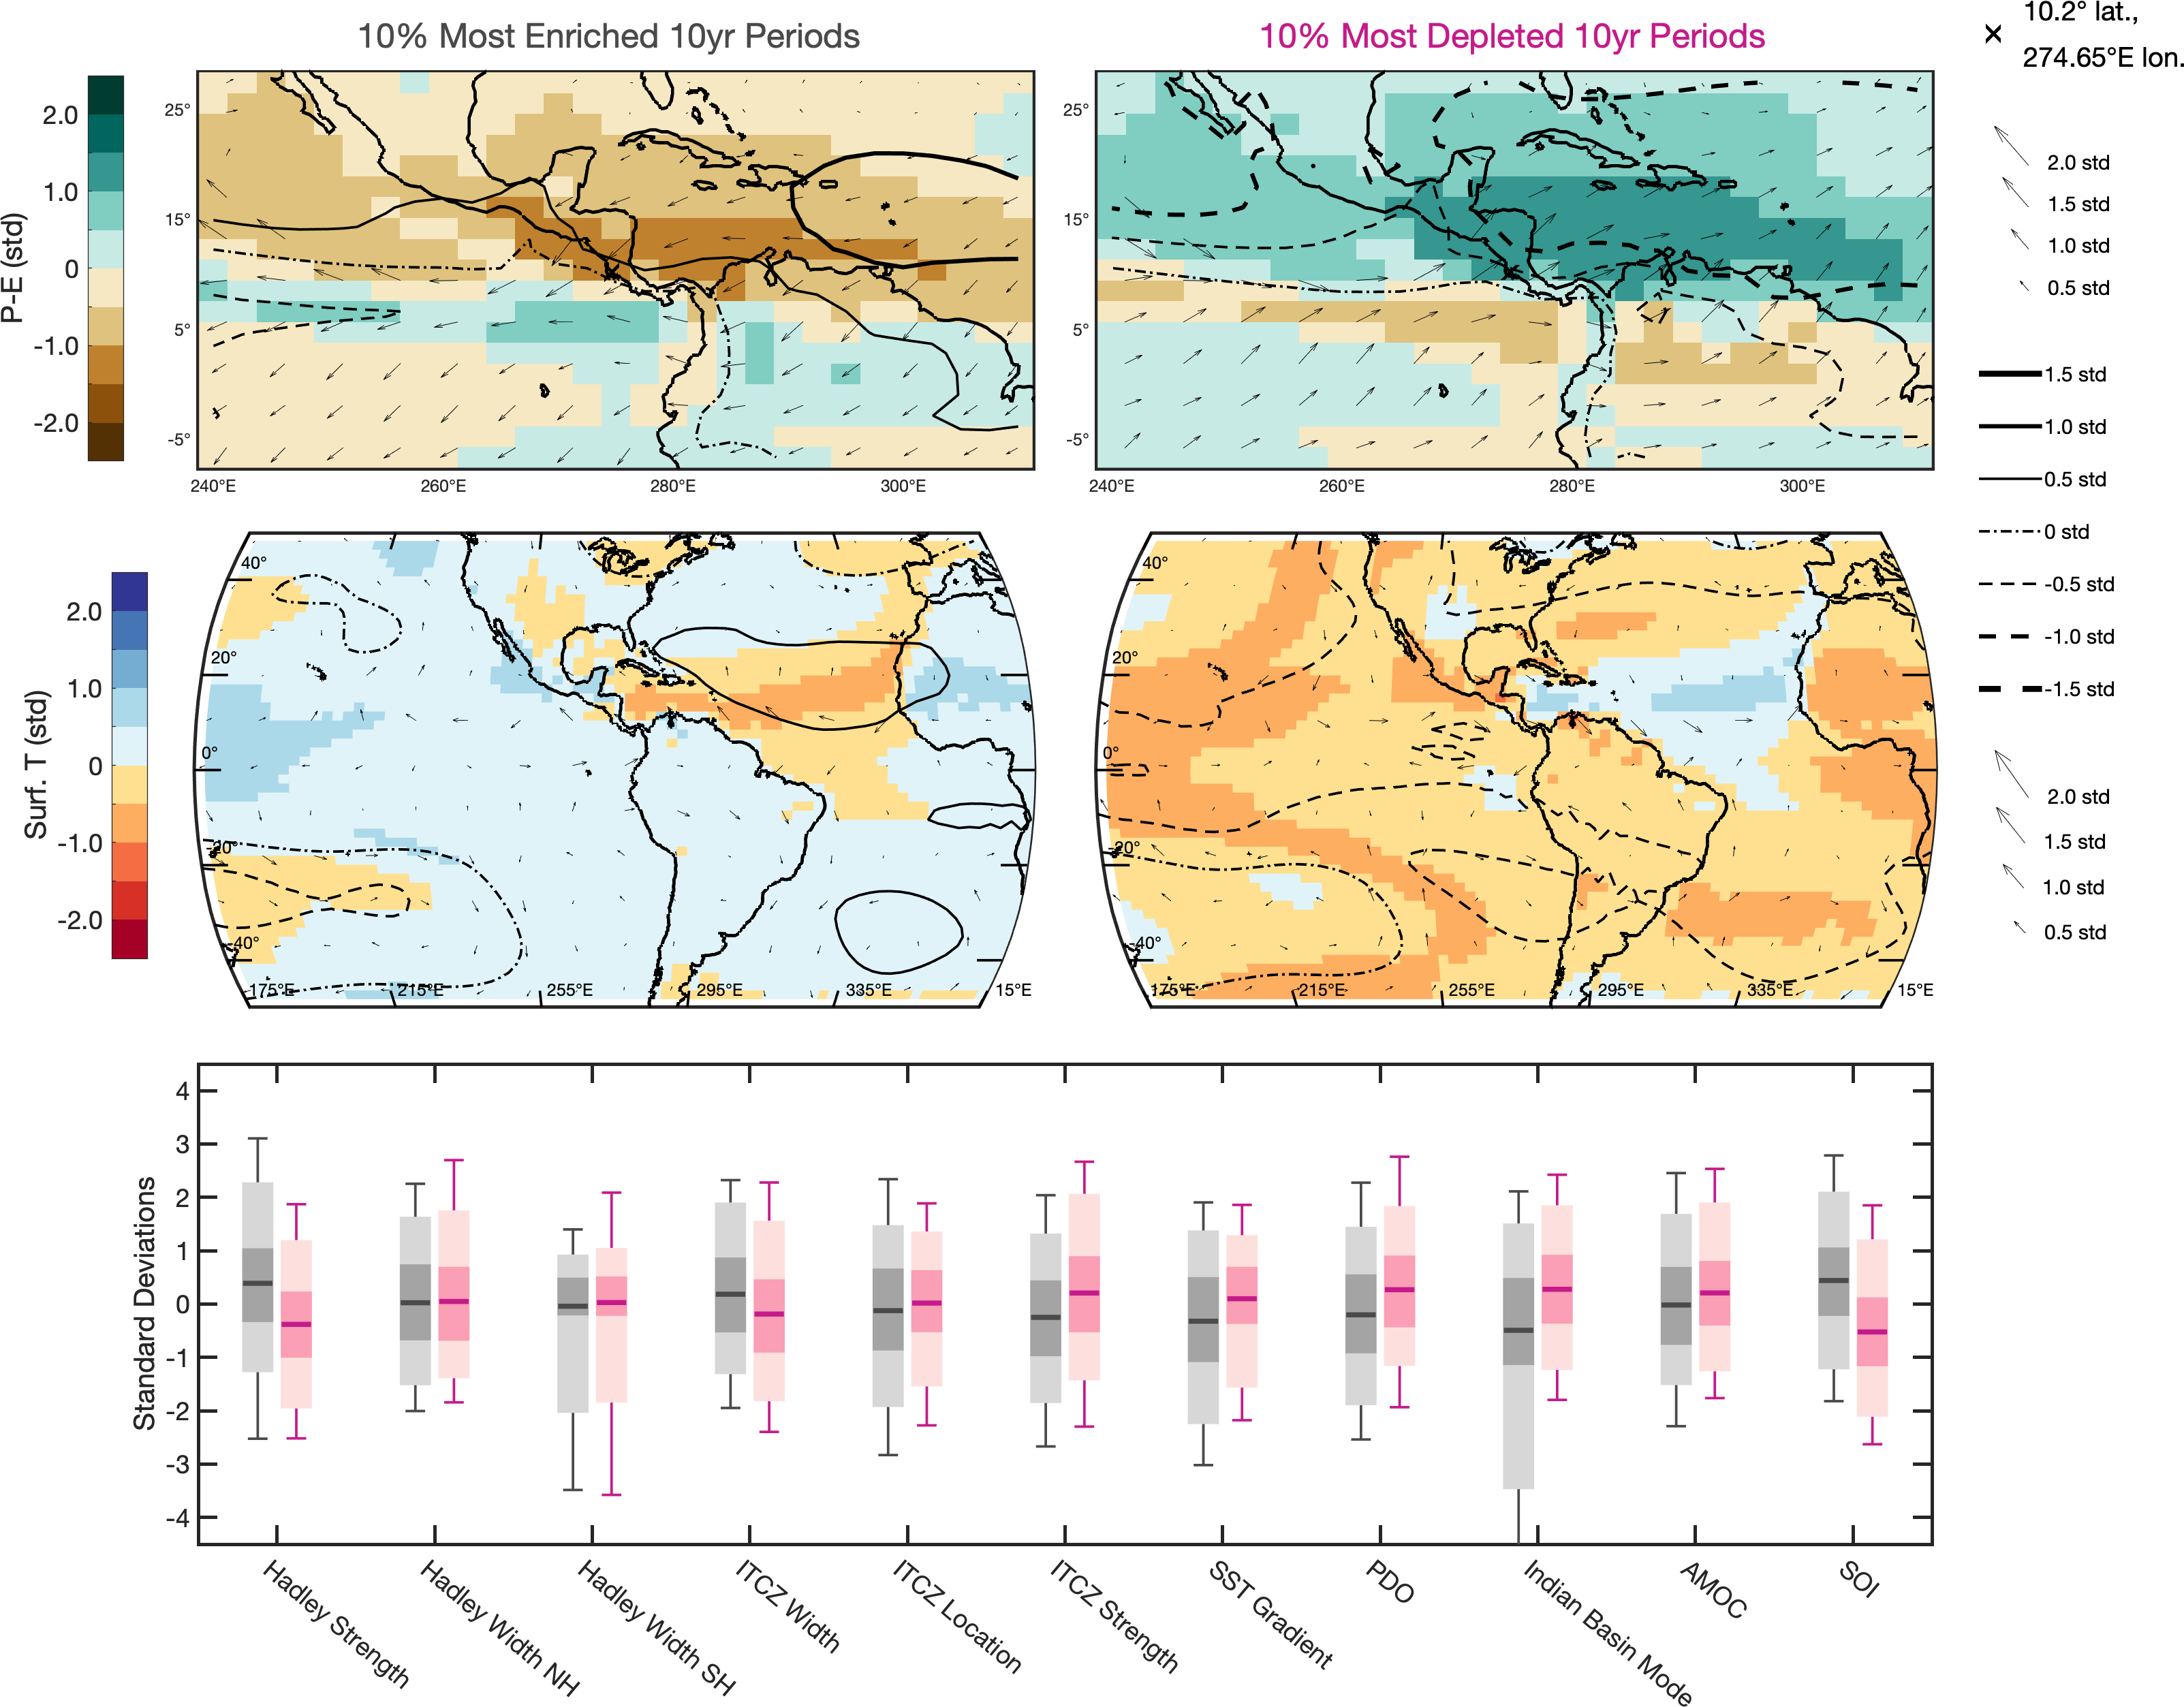 10% Most Enriched 10yr Periods
10% Most Depleted 10yr Periods
× 10.2° lat.,
274.65°E lon.
P-E (std)
2.0
1.0
0
-1.0
-2.0
25°
15°
5°
-5°
240°E 260°E 280°E 300°E
25°
15°
5°
-5°
240°E 260°E 280°E 300°E
2.0 std
1.5 std
1.0 std
0.5 std
1.5 std
1.0 std
0.5 std
0 std
-0.5 std
-1.0 std
-1.5 std
Surf. T (std)
2.0
1.0
0
-1.0
-2.0
40°
20°
0°
-20°
-40°
175°E 215°E 255°E 295°E 335°E 15°E
40°
20°
0°
-20°
-40°
175°E 215°E 255°E 295°E 335°E 15°E
2.0 std
1.5 std
1.0 std
0.5 std
Standard Deviations
4
3
2
1
0
-1
-2
-3
-4
Hadley Strength
Hadley Width NH
Hadley Width SH
ITCZ Width
ITCZ Location
ITCZ Strength
SST Gradient
PDO
Indian Basin Mode
AMOC
SOI